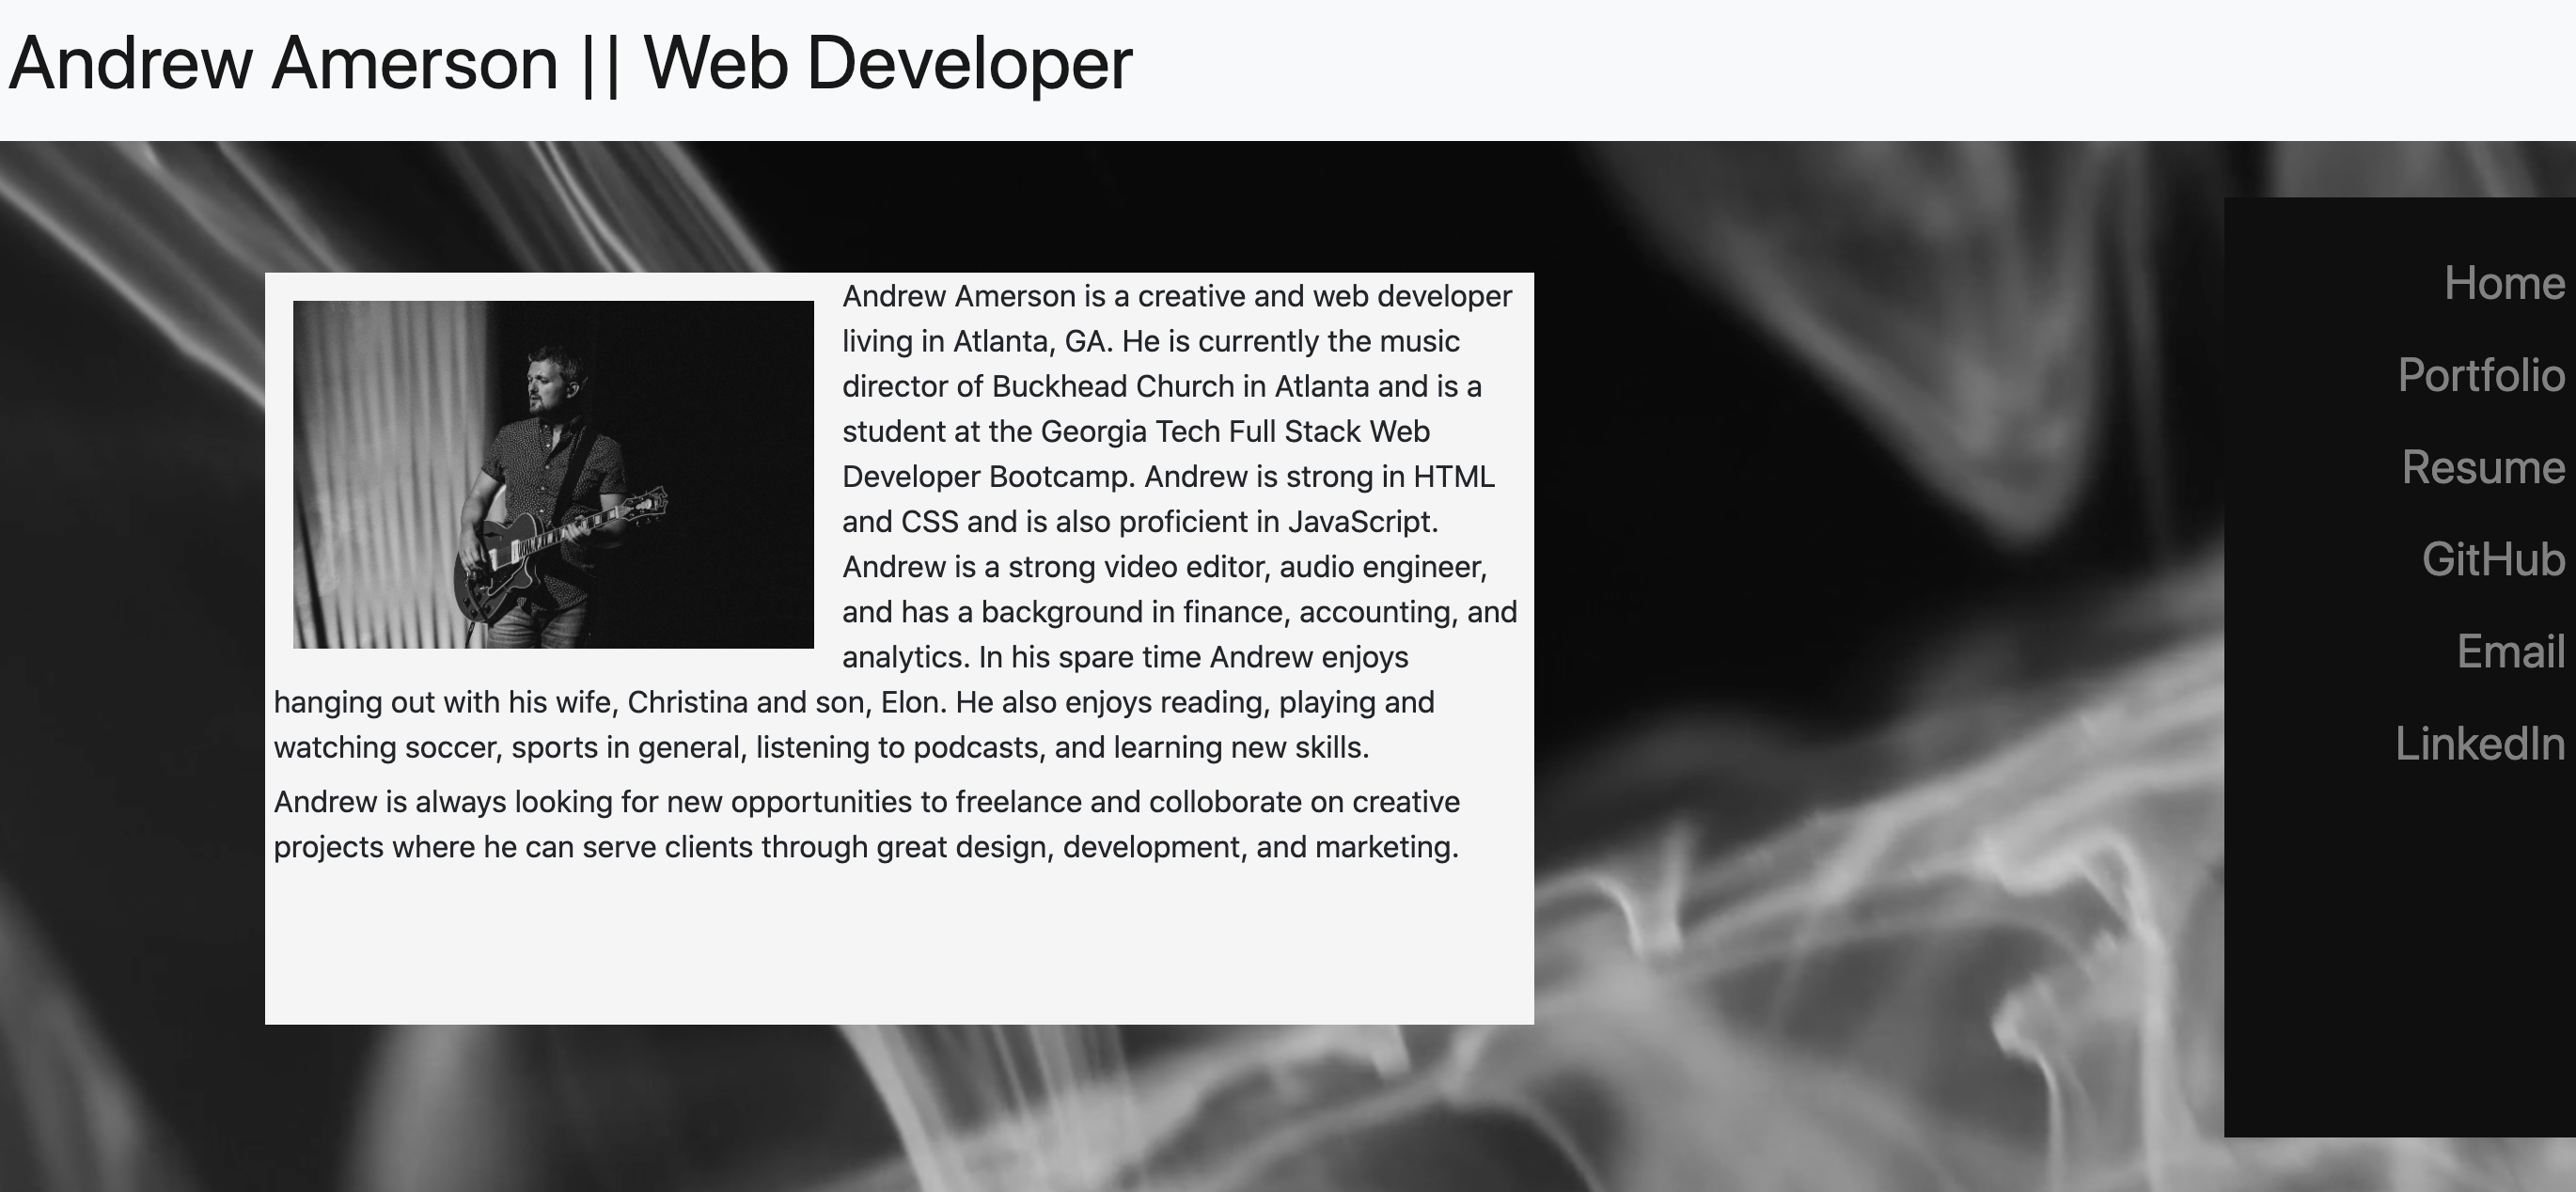 Andrew Amerson || Web Developer
Andrew Amerson is a creative and web developer
living in Atlanta, GA. He is currently the music
director of Buckhead Church in Atlanta and is a
student at the Georgia Tech Full Stack Web
Developer Bootcamp. Andrew is strong in HTML
and CSS and is also proficient in JavaScript.
Andrew is a strong video editor, audio engineer,
and has a background in finance, accounting, and
analytics. In his spare time Andrew enjoys
hanging out with his wife, Christina and son, Elon. He also enjoys reading, playing and
watching soccer, sports in general, listening to podcasts, and learning new skills.
Andrew is always looking for new opportunities to freelance and colloborate on creative
projects where he can serve clients through great design, development, and marketing.
Home
Portfolio
Resume
GitHub
Email
LinkedIn